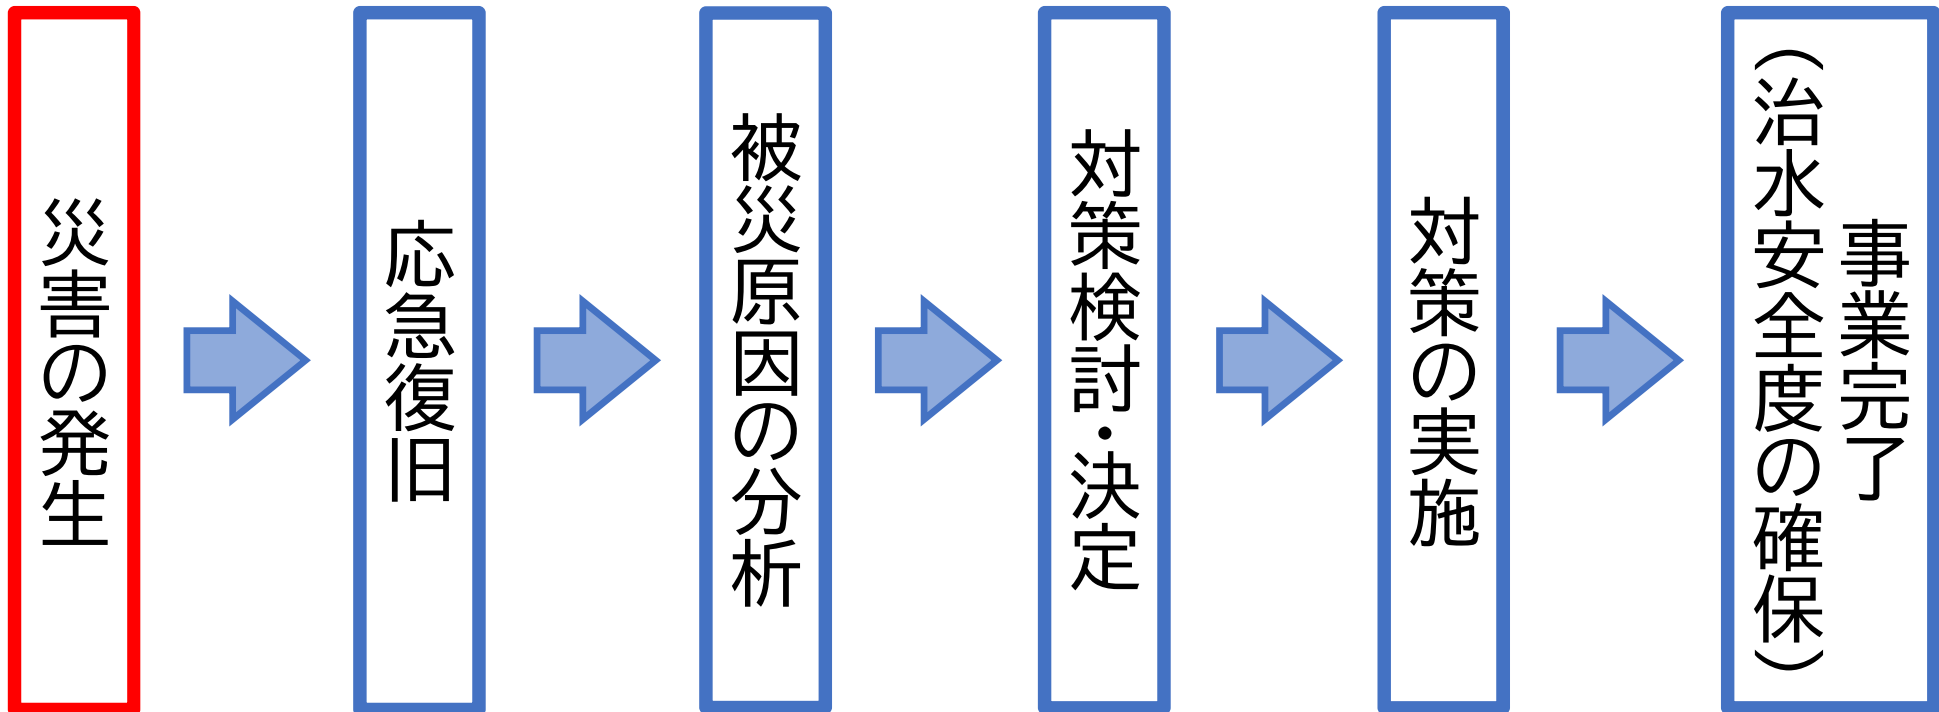 災害の発生
応急復旧
被災原因の分析
対策検討・決定
対策の実施
事業完了
（治水安全度の確保）